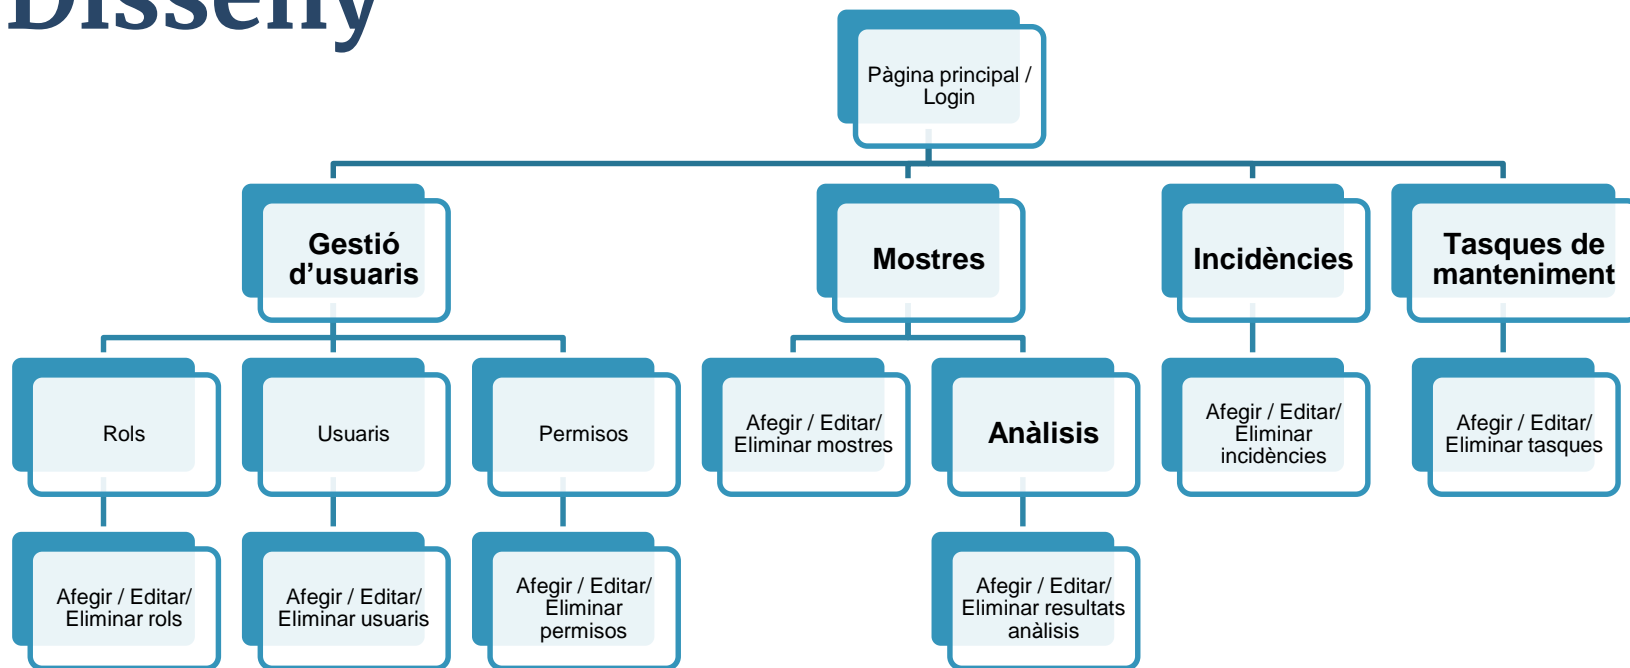 Disseny
Pàgina principal /
Login
Gestió
d’usuaris
Mostres
Incidències
Tasques de
manteniment
Rols
Usuaris
Permisos
Afegir / Editar/
Eliminar mostres
Anàlisis
Afegir / Editar/
Eliminar
incidències
Afegir / Editar/
Eliminar tasques
Afegir / Editar/
Eliminar rols
Afegir / Editar/
Eliminar usuaris
Afegir / Editar/
Eliminar
permisos
Afegir / Editar/
Eliminar resultats
anàlisis